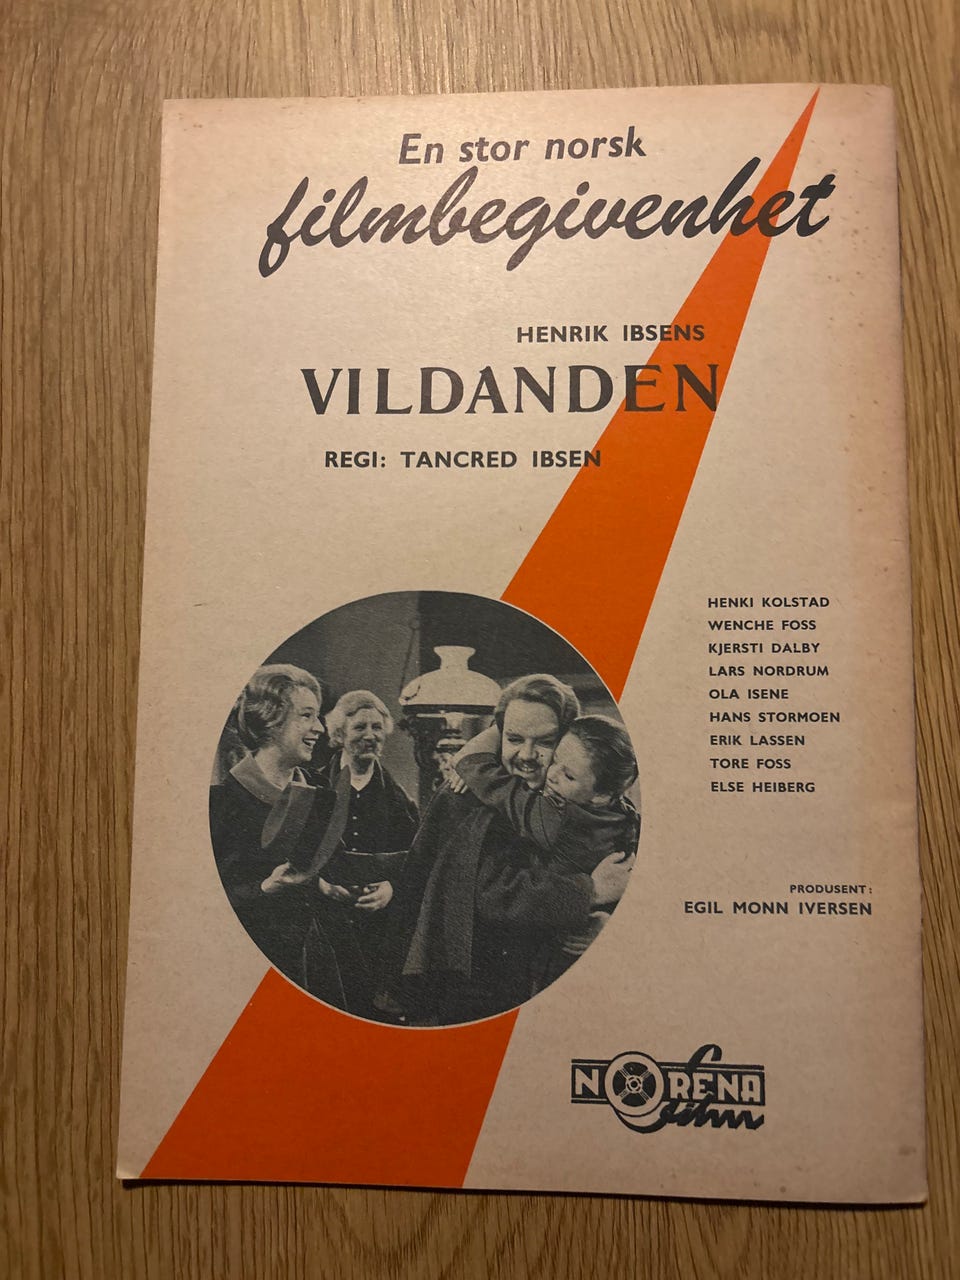 En stor norsk
filmbegivenhet
HENRIK IBSENS
VILDANDEN
REGI: TANCRED IBSEN
HENKI KOLSTAD
WENCHE FOSS
KJERSTI DALBY
LARS NORDRUM
OLA ISENE
HANS STORMOEN
ERIK LASSEN
TORE FOSS
ELSE HEIBERG
PRODUSENT:
EGIL MONN IVERSEN
NORENA
film